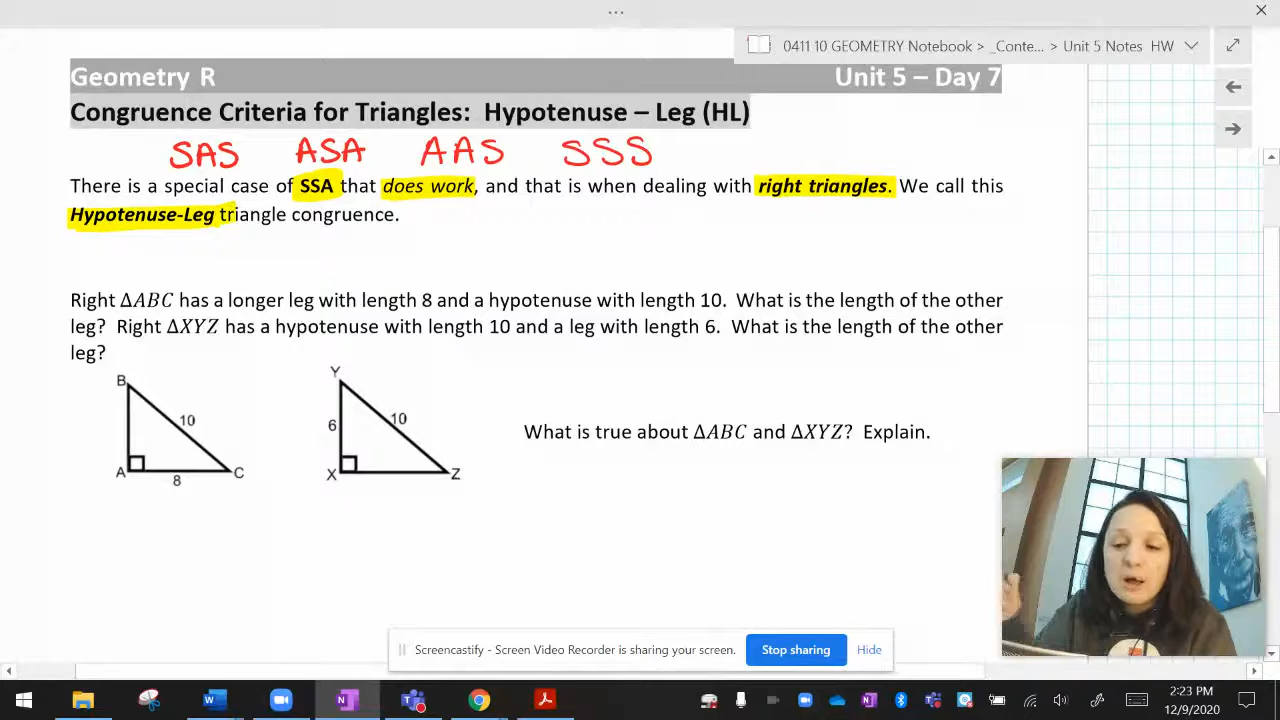 ...
0411 10 GEOMETRY Notebook > _Conte... > Unit 5 Notes HW
Geometry R Unit 5 – Day 7
Congruence Criteria for Triangles: Hypotenuse – Leg (HL)
SAS ASA AAS SSS
There is a special case of SSA that does work, and that is when dealing with right triangles. We call this
Hypotenuse-Leg triangle congruence.
Right ΔABC has a longer leg with length 8 and a hypotenuse with length 10. What is the length of the other
leg? Right ΔXYZ has a hypotenuse with length 10 and a leg with length 6. What is the length of the other
leg?
B
10
A
8
C
Y
6
10
X
Z
What is true about ΔABC and ΔXYZ? Explain.
Screencastify - Screen Video Recorder is sharing your screen. Stop sharing Hide
2:23 PM
12/9/2020